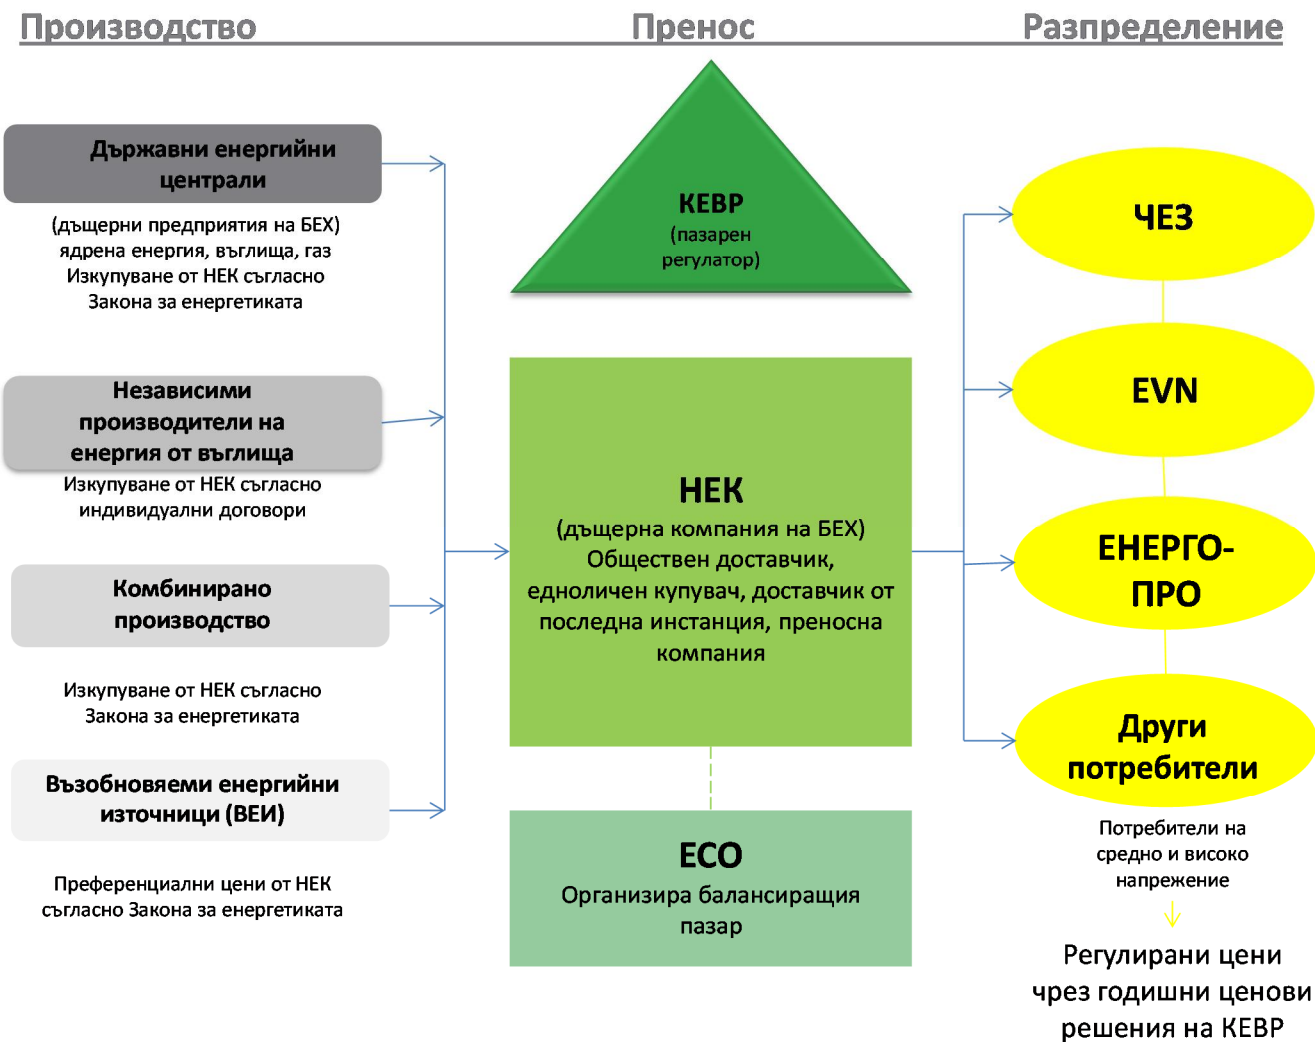 Производство
Пренос
Разпределение
Държавни енергийни
централи
(дъщерни предприятия на БЕХ)
ядрена енергия, въглища, газ
Изкупуване от НЕК съгласно
Закона за енергетиката
Независими
производители на
енергия от въглища
Изкупуване от НЕК съгласно
индивидуални договори
Комбинирано
производство
Изкупуване от НЕК съгласно
Закона за енергетиката
Възобновяеми енергийни
източници (ВЕИ)
Преференциални цени от НЕК
съгласно Закона за енергетиката
КЕВР
(пазарен
регулатор)
НЕК
(дъщерна компания на БЕХ)
Обществен доставчик,
едноличен купувач, доставчик от
последна инстанция, преносна
компания
ЕСО
Организира балансиращия
пазар
ЧЕЗ
EVN
ЕНЕРГО-
ПРО
Други
потребители
Потребители на
средно и високо
напрежение
Регулирани цени
чрез годишни ценови
решения на КЕВР